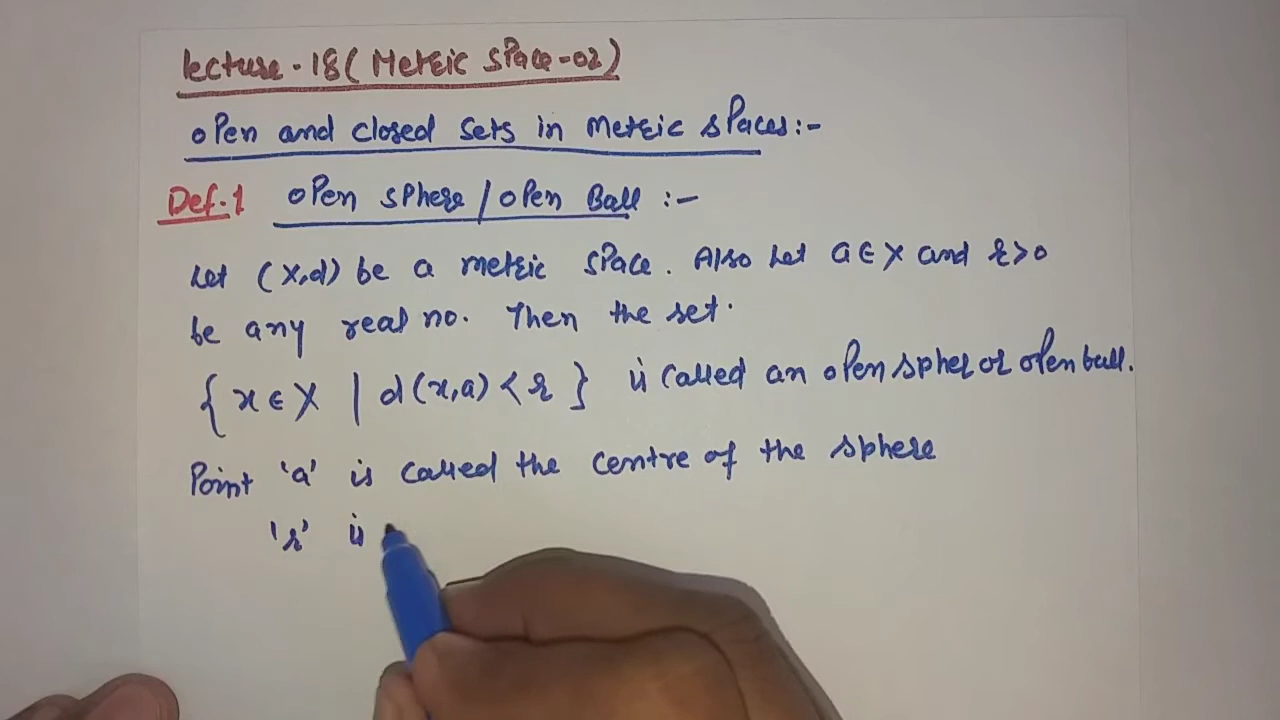 Lecture-18 (Metric space-02)
open and closed sets in metric spaces:-
Def.1 open sphere / open Ball :-
Let (X,d) be a metric space. Also let a ∈ X and r>0
be any real no. Then the set.
{ x ∈ X | d(x,a) < r } is called an open spher or open ball.
Point 'a' is called the centre of the sphere
'r' is